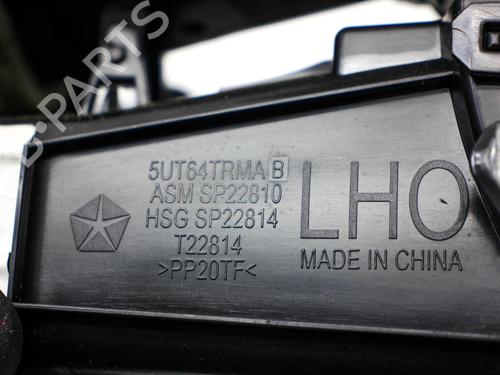 B-PARTS
5UT64TRMA B
ASM SP22810
HSG SP22814
T22814
>PP20TF<
LHO
MADE IN CHINA